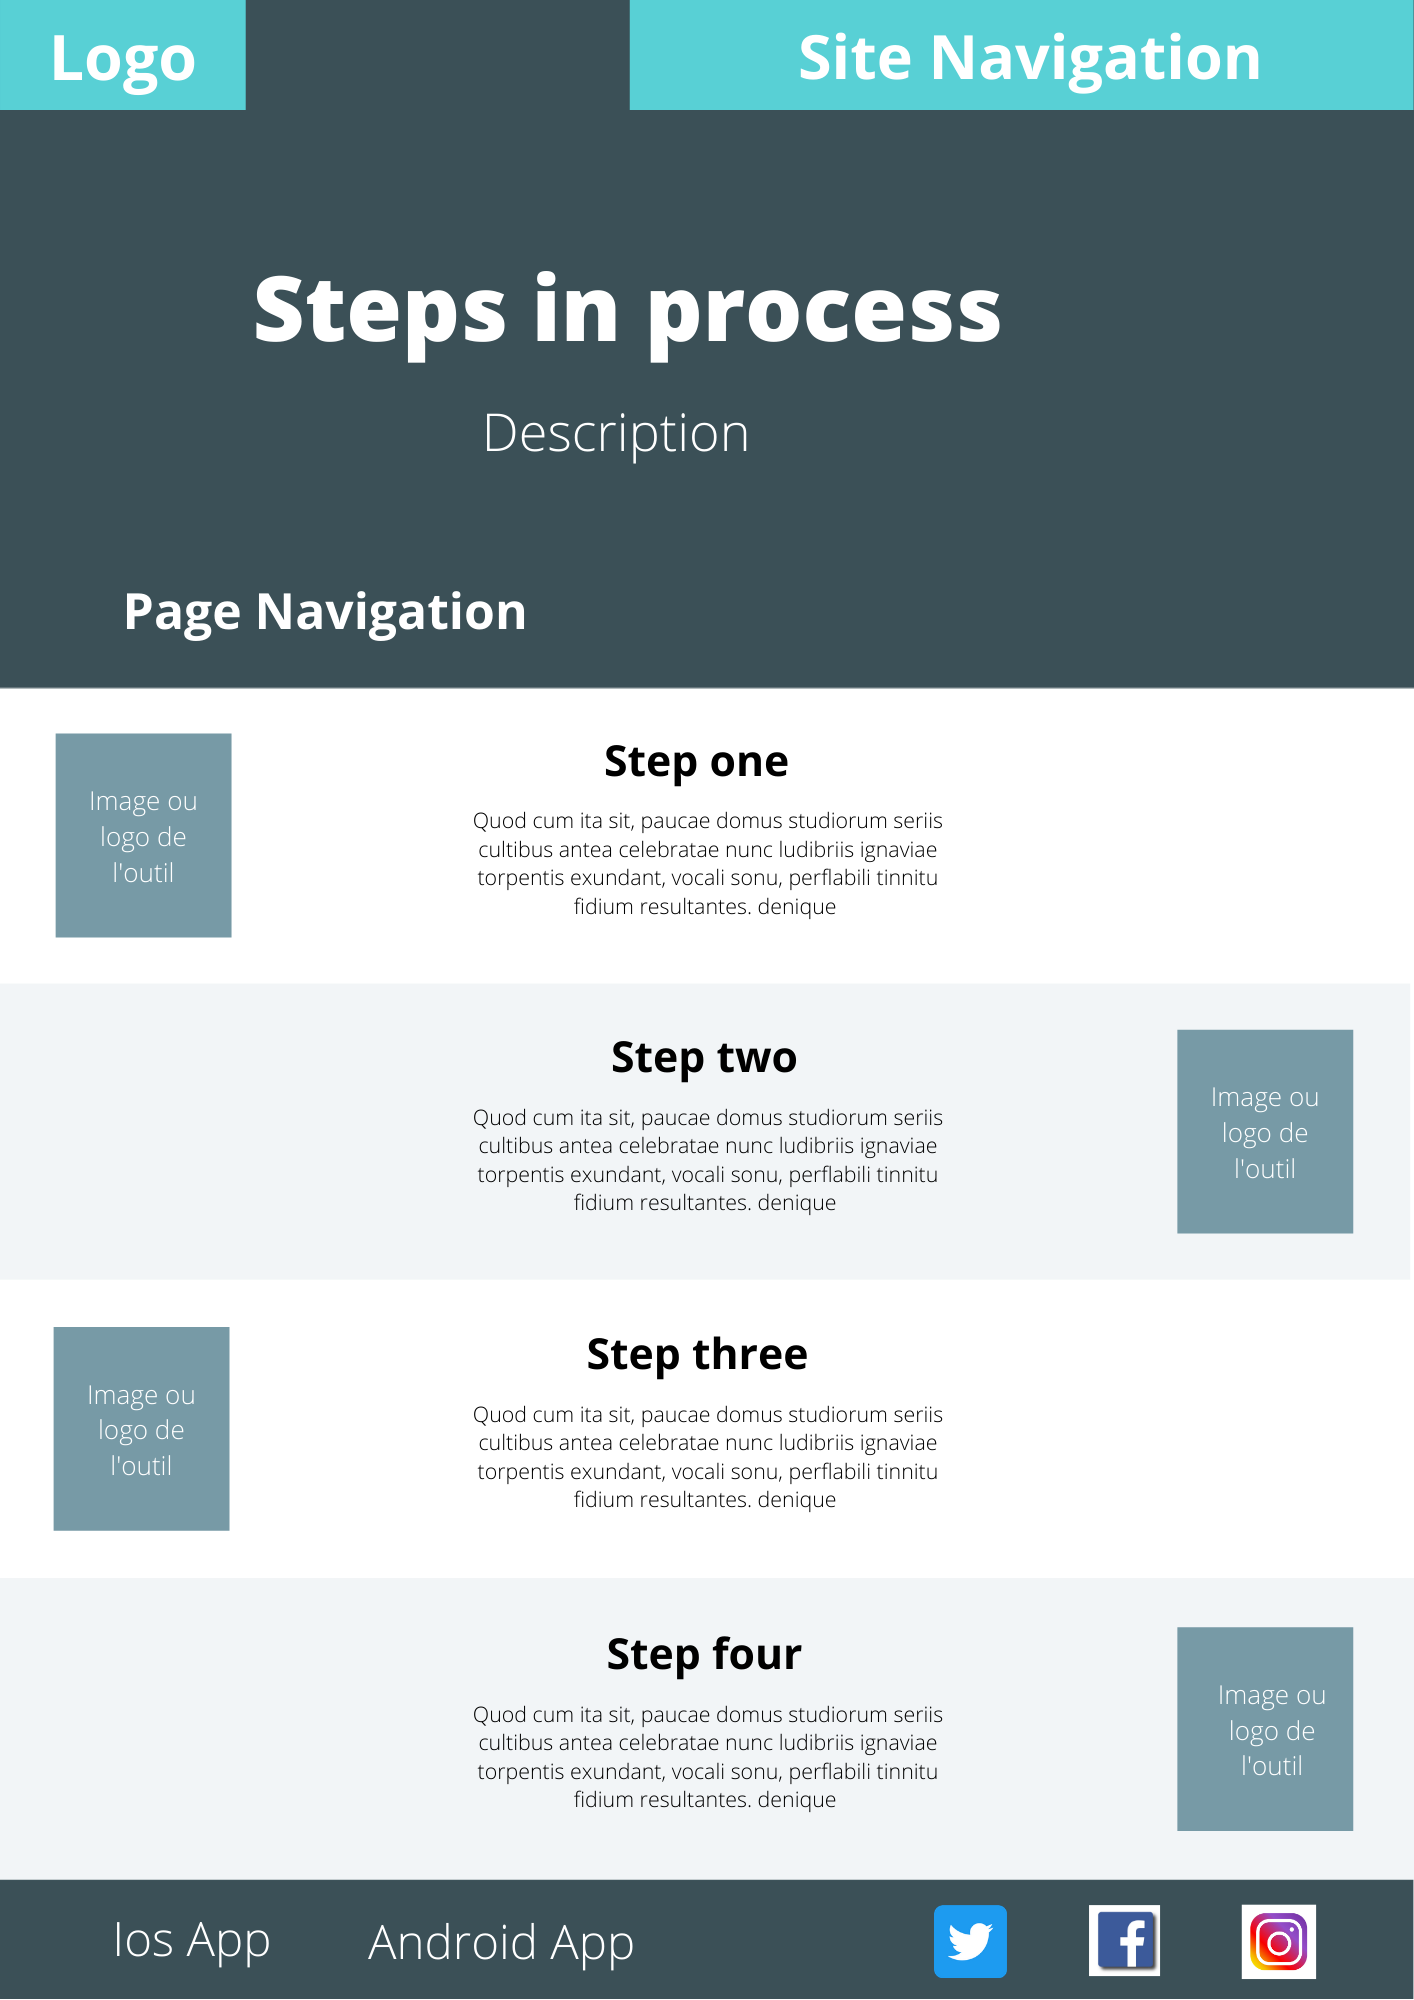 Logo
Site Navigation
Steps in process
Description
Page Navigation
Image ou
logo de
l'outil
Step one
Quod cum ita sit, paucae domus studiorum seriis
cultibus antea celebratae nunc ludibriis ignaviae
torpentis exundant, vocali sonu, perflabili tinnitu
fidium resultantes. denique
Step two
Quod cum ita sit, paucae domus studiorum seriis
cultibus antea celebratae nunc ludibriis ignaviae
torpentis exundant, vocali sonu, perflabili tinnitu
fidium resultantes. denique
Image ou
logo de
l'outil
Image ou
logo de
l'outil
Step three
Quod cum ita sit, paucae domus studiorum seriis
cultibus antea celebratae nunc ludibriis ignaviae
torpentis exundant, vocali sonu, perflabili tinnitu
fidium resultantes. denique
Step four
Quod cum ita sit, paucae domus studiorum seriis
cultibus antea celebratae nunc ludibriis ignaviae
torpentis exundant, vocali sonu, perflabili tinnitu
fidium resultantes. denique
Image ou
logo de
l'outil
Ios App
Android App